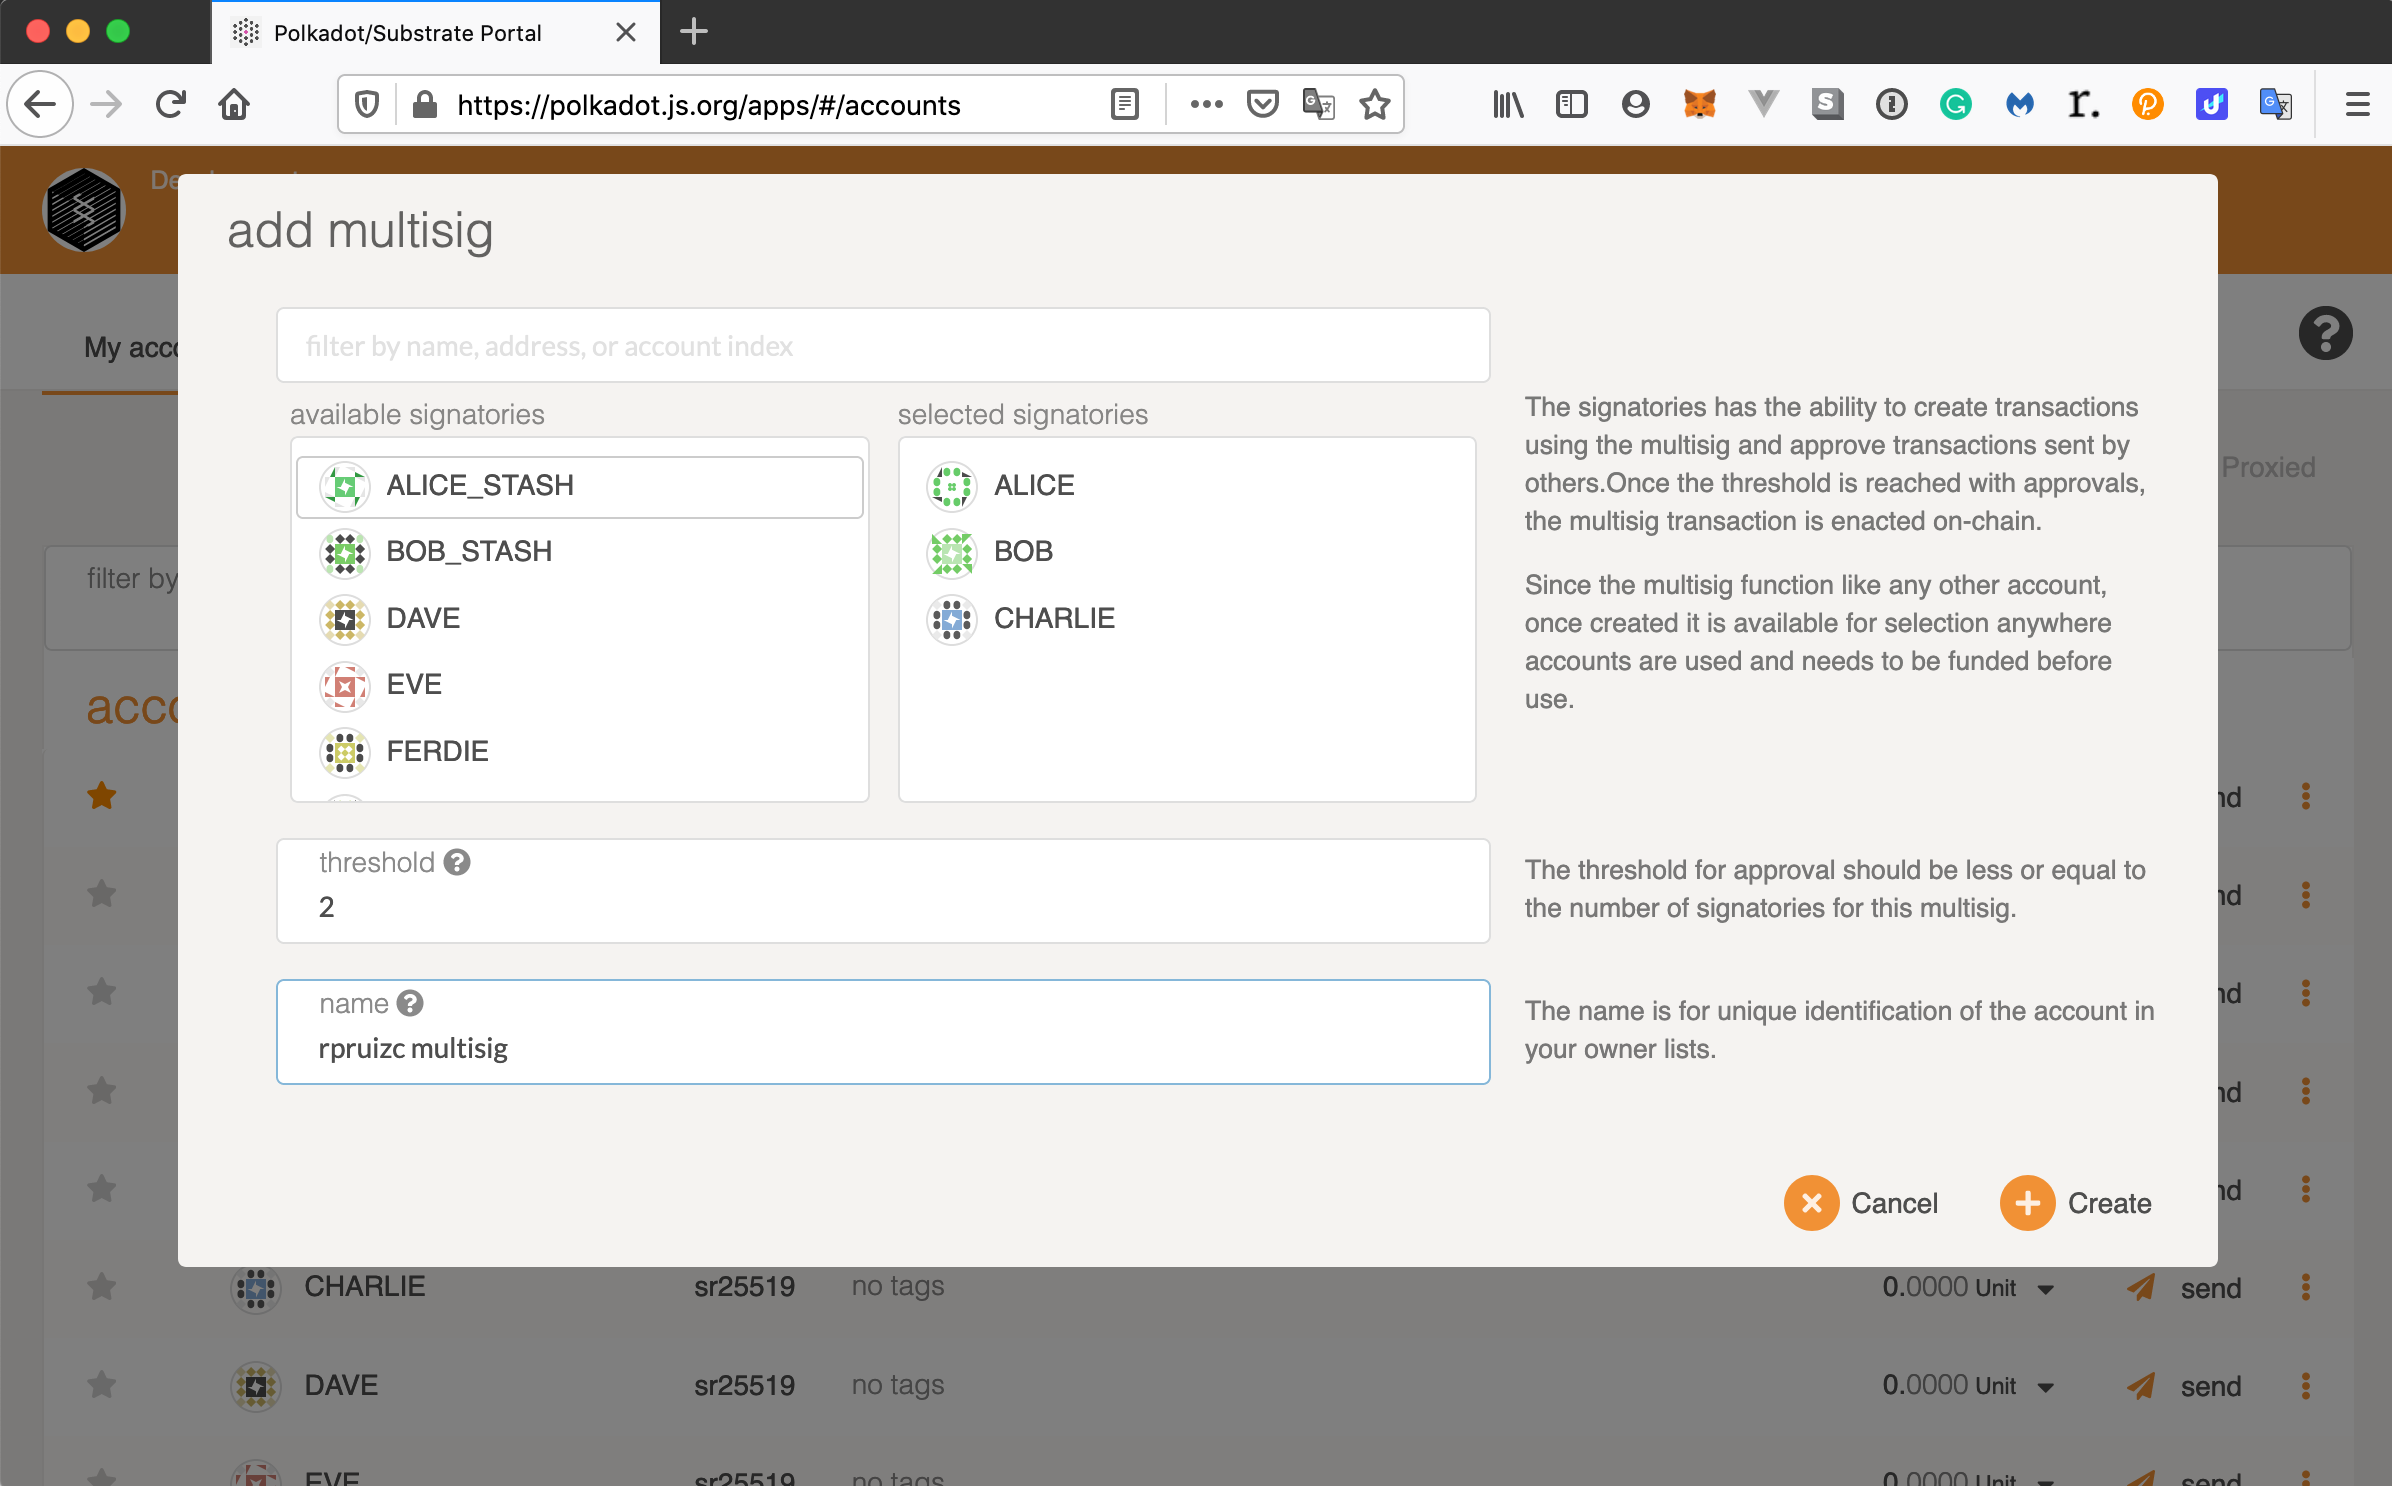 Polkadot/Substrate Portal
https://polkadot.js.org/apps/#/accounts
add multisig
My acco
filter by name, address, or account index
available signatories
selected signatories
ALICE_STASH
BOB_STASH
DAVE
EVE
FERDIE
ALICE
BOB
CHARLIE
The signatories has the ability to create transactions
using the multisig and approve transactions sent by
others.Once the threshold is reached with approvals,
the multisig transaction is enacted on-chain.
Since the multisig function like any other account,
once created it is available for selection anywhere
accounts are used and needs to be funded before
use.
Proxied
filter by
acco
threshold
2
The threshold for approval should be less or equal to
the number of signatories for this multisig.
name
rpruizc multisig
The name is for unique identification of the account in
your owner lists.
nd
nd
nd
nd
nd
Cancel
Create
CHARLIE sr25519 no tags 0.0000 Unit send
DAVE sr25519 no tags 0.0000 Unit send
EVE sr25519 no tags 0.0000 Unit send